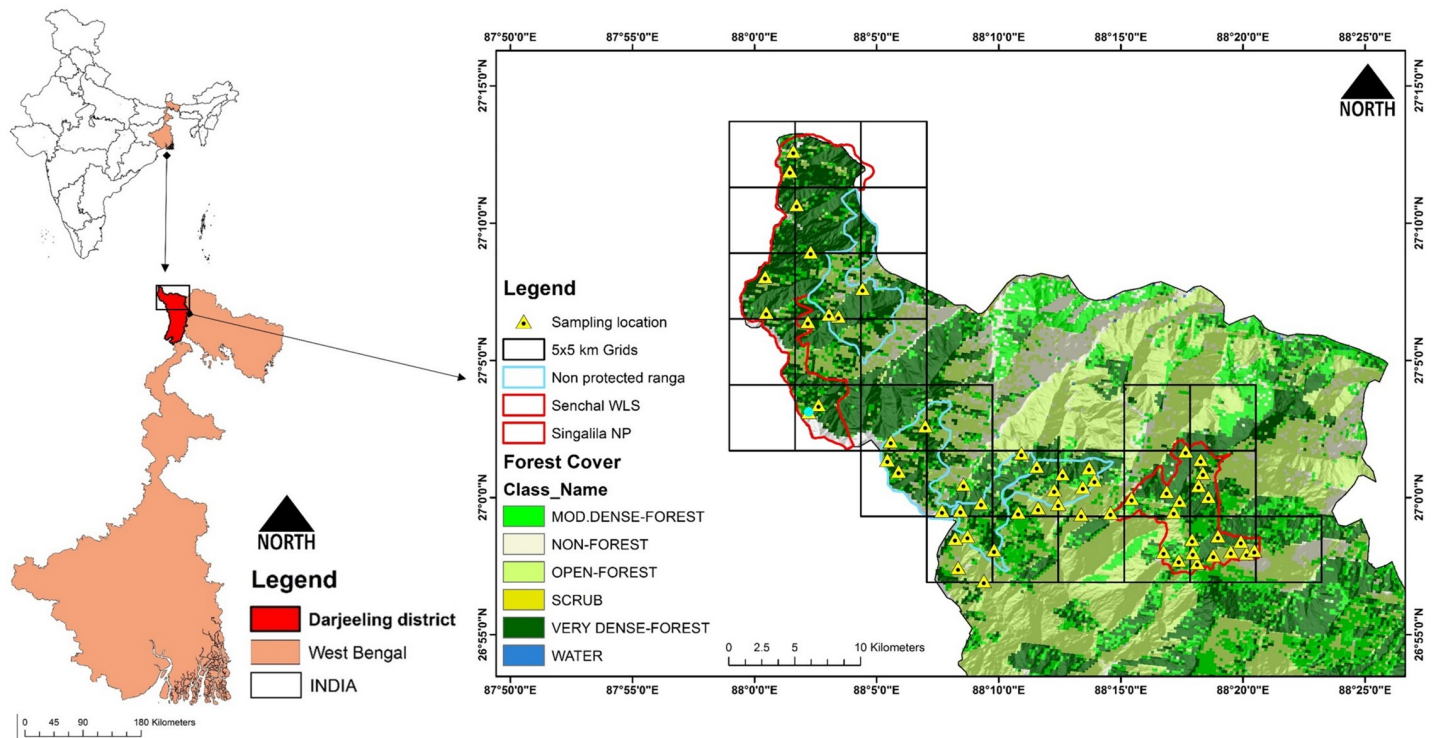 87°50'0"E 87°55'0"E 88°0'0"E 88°5'0"E 88°10'0"E 88°15'0"E 88°20'0"E 88°25'0"E
27°15'0"N
27°10'0"N
27°5'0"N
27°0'0"N
26°55'0"N
NORTH
27°15'0"N
27°10'0"N
27°5'0"N
27°0'0"N
26°55'0"N
Legend
Sampling location
5x5 km Grids
Non protected ranga
Senchal WLS
Singalila NP
Forest Cover
Class_Name
MOD.DENSE-FOREST
NON-FOREST
OPEN-FOREST
SCRUB
VERY DENSE-FOREST
WATER
0 2.5 5 10 Kilometers
87°50'0"E 87°55'0"E 88°0'0"E 88°5'0"E 88°10'0"E 88°15'0"E 88°20'0"E 88°25'0"E
NORTH
Legend
Darjeeling district
West Bengal
INDIA
0 45 90 180 Kilometers